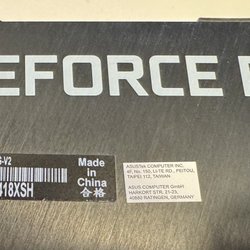 EFORCE
S-V2
418XSH
Made in
China
合格
ASUSTek COMPUTER INC.
4F, No. 150, LI-TE RD., PEITOU,
TAIPEI 112, TAIWAN
ASUS COMPUTER GmbH
HARKORT STR. 21-23,
40880 RATINGEN, GERMANY